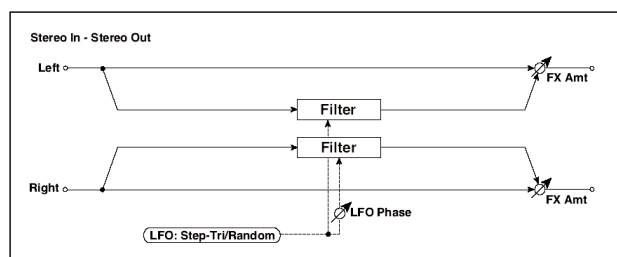 Stereo In - Stereo Out
Left
FX Amt
Filter
Filter
Right
FX Amt
LFO Phase
LFO: Step-Tri/Random